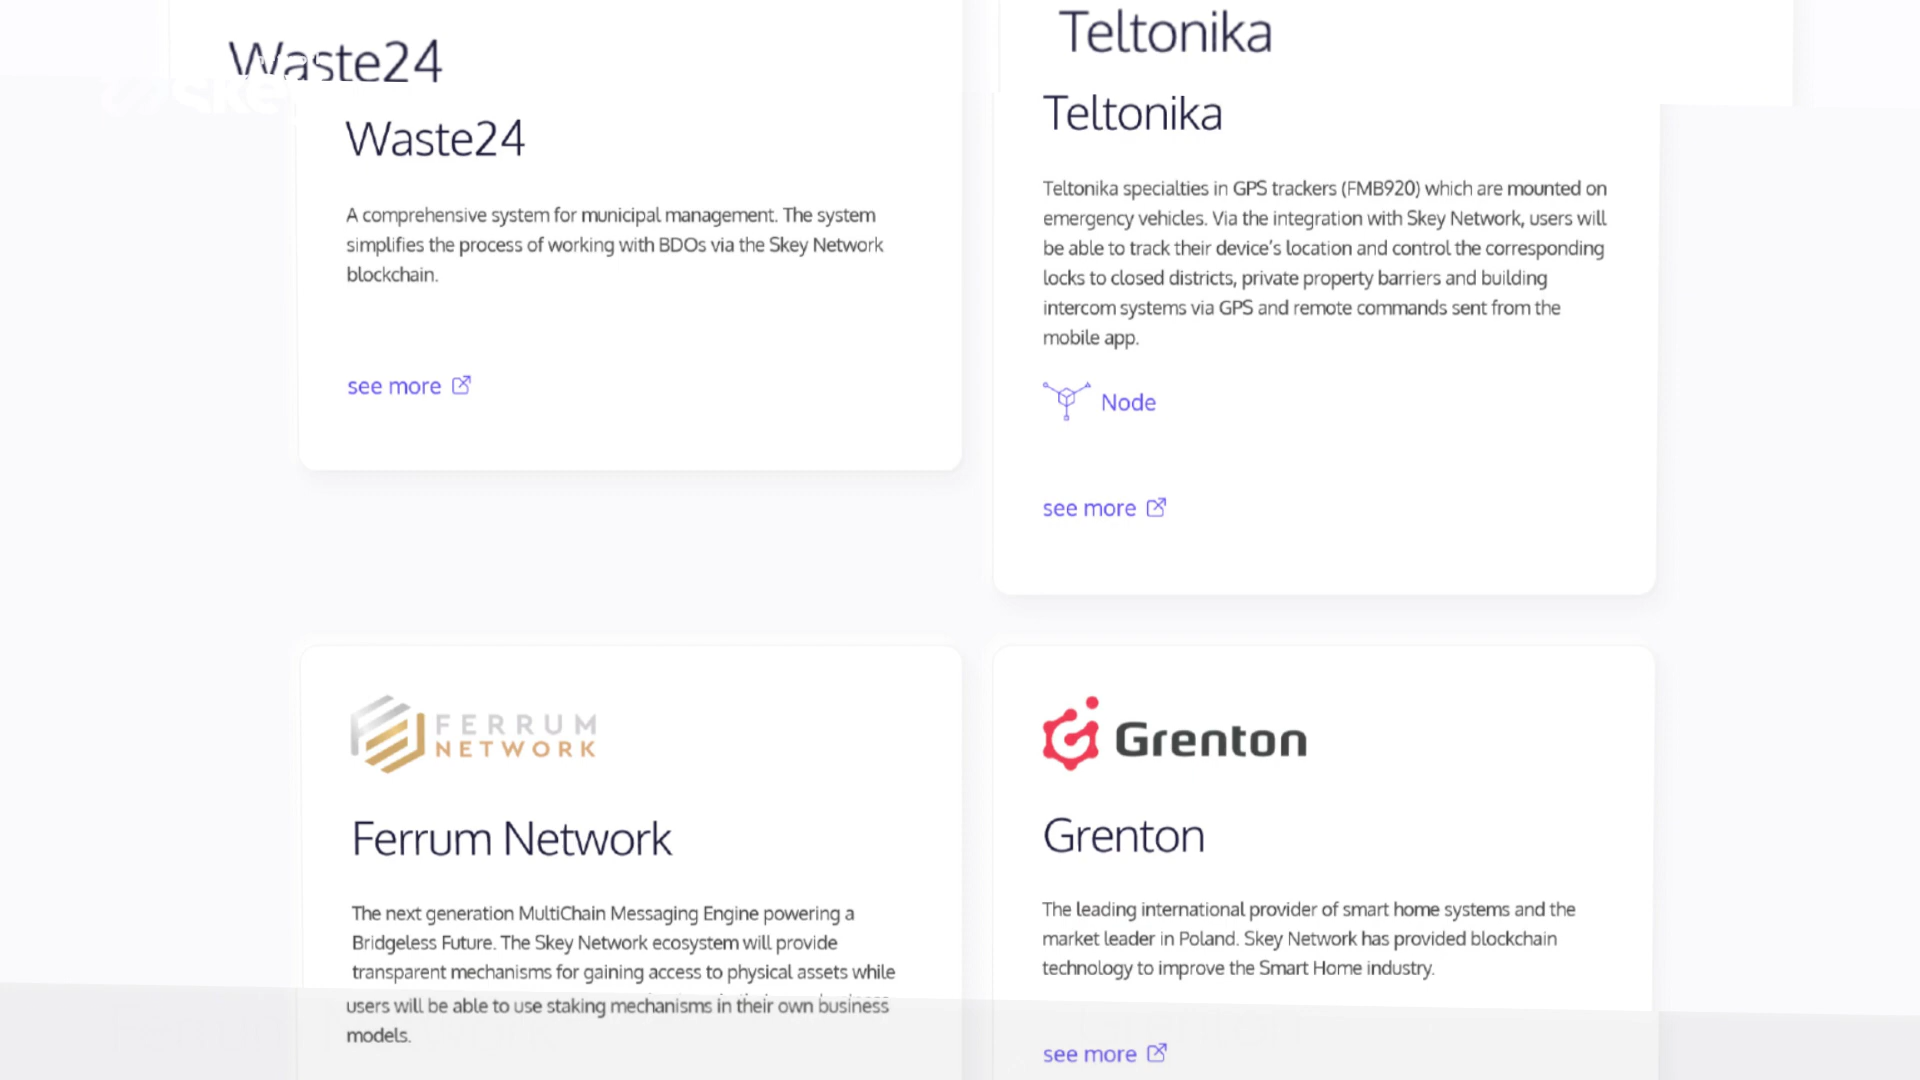 Waste24
Waste24
A comprehensive system for municipal management. The system
simplifies the process of working with BDOs via the Skey Network
blockchain.
see more
Teltonika
Teltonika
Teltonika specialties in GPS trackers (FMB920) which are mounted on
emergency vehicles. Via the integration with Skey Network, users will
be able to track their device's location and control the corresponding
locks to closed districts, private property barriers and building
intercom systems via GPS and remote commands sent from the
mobile app.
Node
see more
FERRUM
NETWORK
Ferrum Network
The next generation MultiChain Messaging Engine powering a
Bridgeless Future. The Skey Network ecosystem will provide
transparent mechanisms for gaining access to physical assets while
users will be able to use staking mechanisms in their own business
models.
Grenton
Grenton
The leading international provider of smart home systems and the
market leader in Poland. Skey Network has provided blockchain
technology to improve the Smart Home industry.
see more